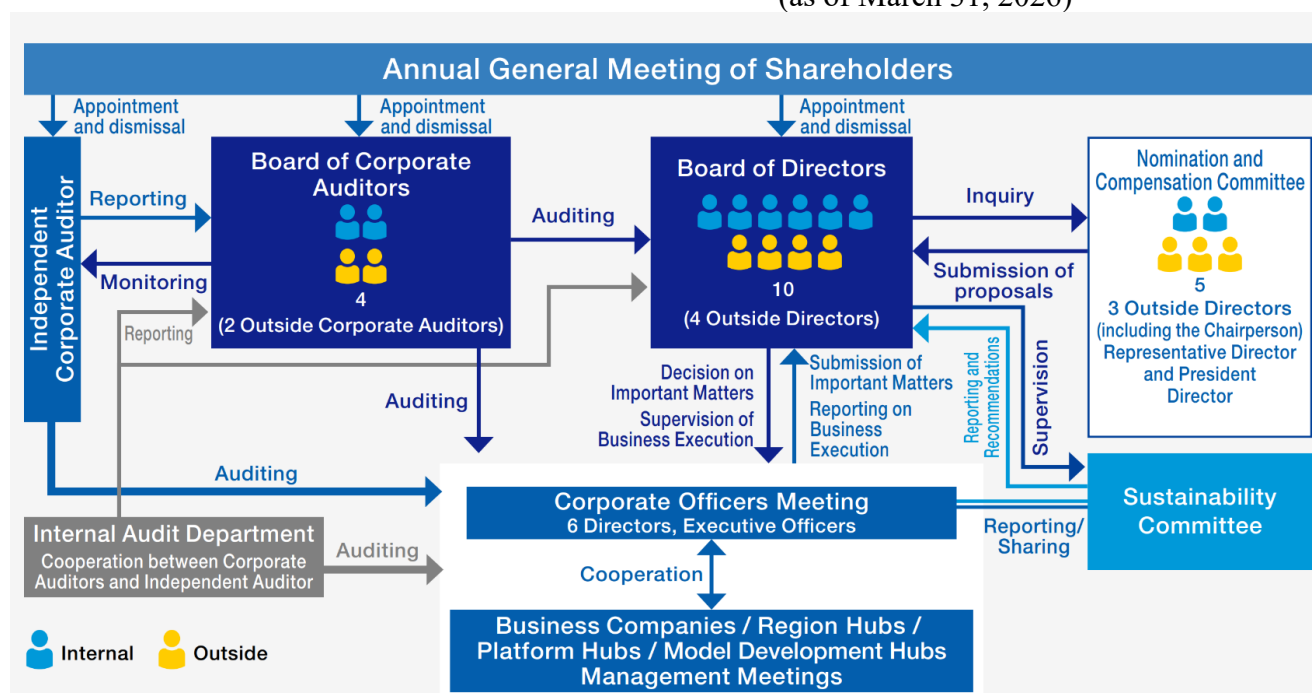 (as of March 31, 2026)
Annual General Meeting of Shareholders
Appointment
and dismissal
Appointment
and dismissal
Appointment
and dismissal
Independent
Corporate Auditor
Reporting
Monitoring
Board of Corporate
Auditors
4
(2 Outside Corporate Auditors)
Auditing
Board of Directors
10
(4 Outside Directors)
Inquiry
Submission of
proposals
Nomination and
Compensation Committee
5
3 Outside Directors
(including the Chairperson)
Representative Director
and President
Director
Reporting
Auditing
Decision on
Important Matters
Supervision of
Business Execution
Submission of
Important Matters
Reporting on
Business
Execution
Reporting and
Recommendations
Supervision
Auditing
Corporate Officers Meeting
6 Directors, Executive Officers
Reporting/
Sharing
Sustainability
Committee
Internal Audit Department
Cooperation between Corporate
Auditors and Independent Auditor
Auditing
Cooperation
Business Companies / Region Hubs /
Platform Hubs / Model Development Hubs
Management Meetings
Internal
Outside